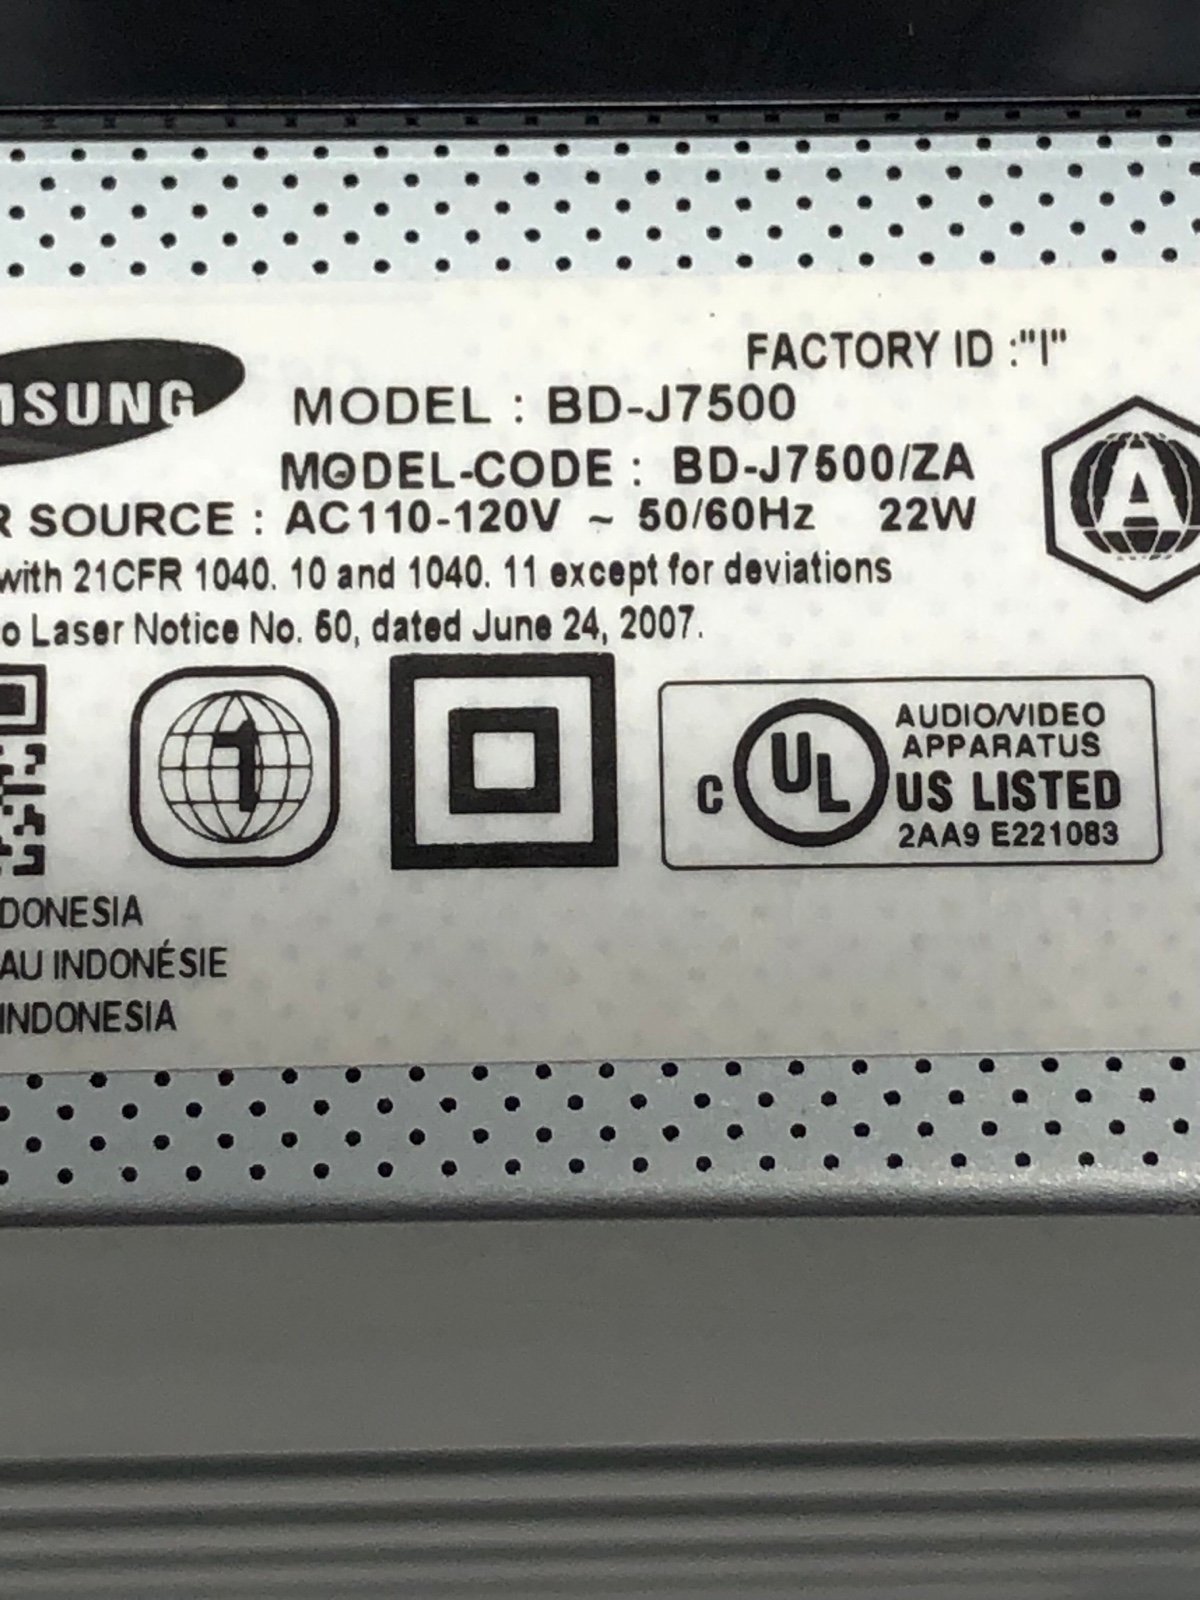 FACTORY ID :"I"
MSUNG
MODEL : BD-J7500
MODEL-CODE : BD-J7500/ZA
R SOURCE : AC110-120V ~ 50/60Hz 22W
with 21CFR 1040. 10 and 1040. 11 except for deviations
o Laser Notice No. 50, dated June 24, 2007.
A
1
C UL
AUDIO/VIDEO
APPARATUS
US LISTED
2AA9 E221083
DONESIA
AU INDONÉSIE
INDONESIA